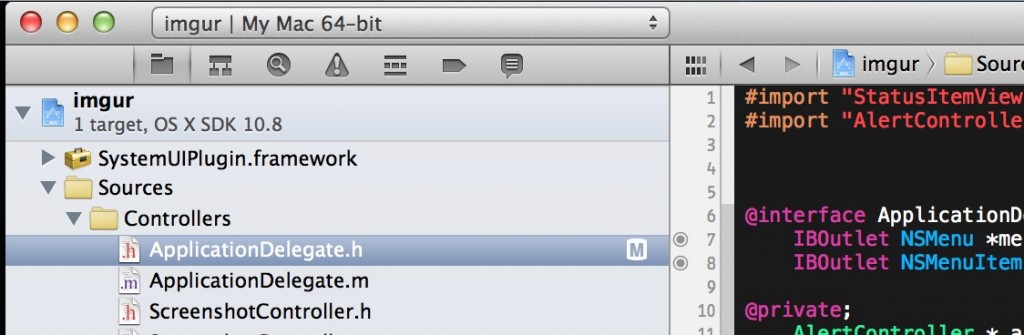 imgur | My Mac 64-bit
imgur
Sour
imgur
1 target, OS X SDK 10.8
SystemUIPlugin.framework
Sources
Controllers
ApplicationDelegate.h
M
ApplicationDelegate.m
ScreenshotController.h
1 #import "StatusItemView
2 #import "AlertControlle
3
4
5
6 @interface ApplicationD
7 IBOutlet NSMenu *me
8 IBOutlet NSMenuItem
9
10 @private;
11 AlertController *